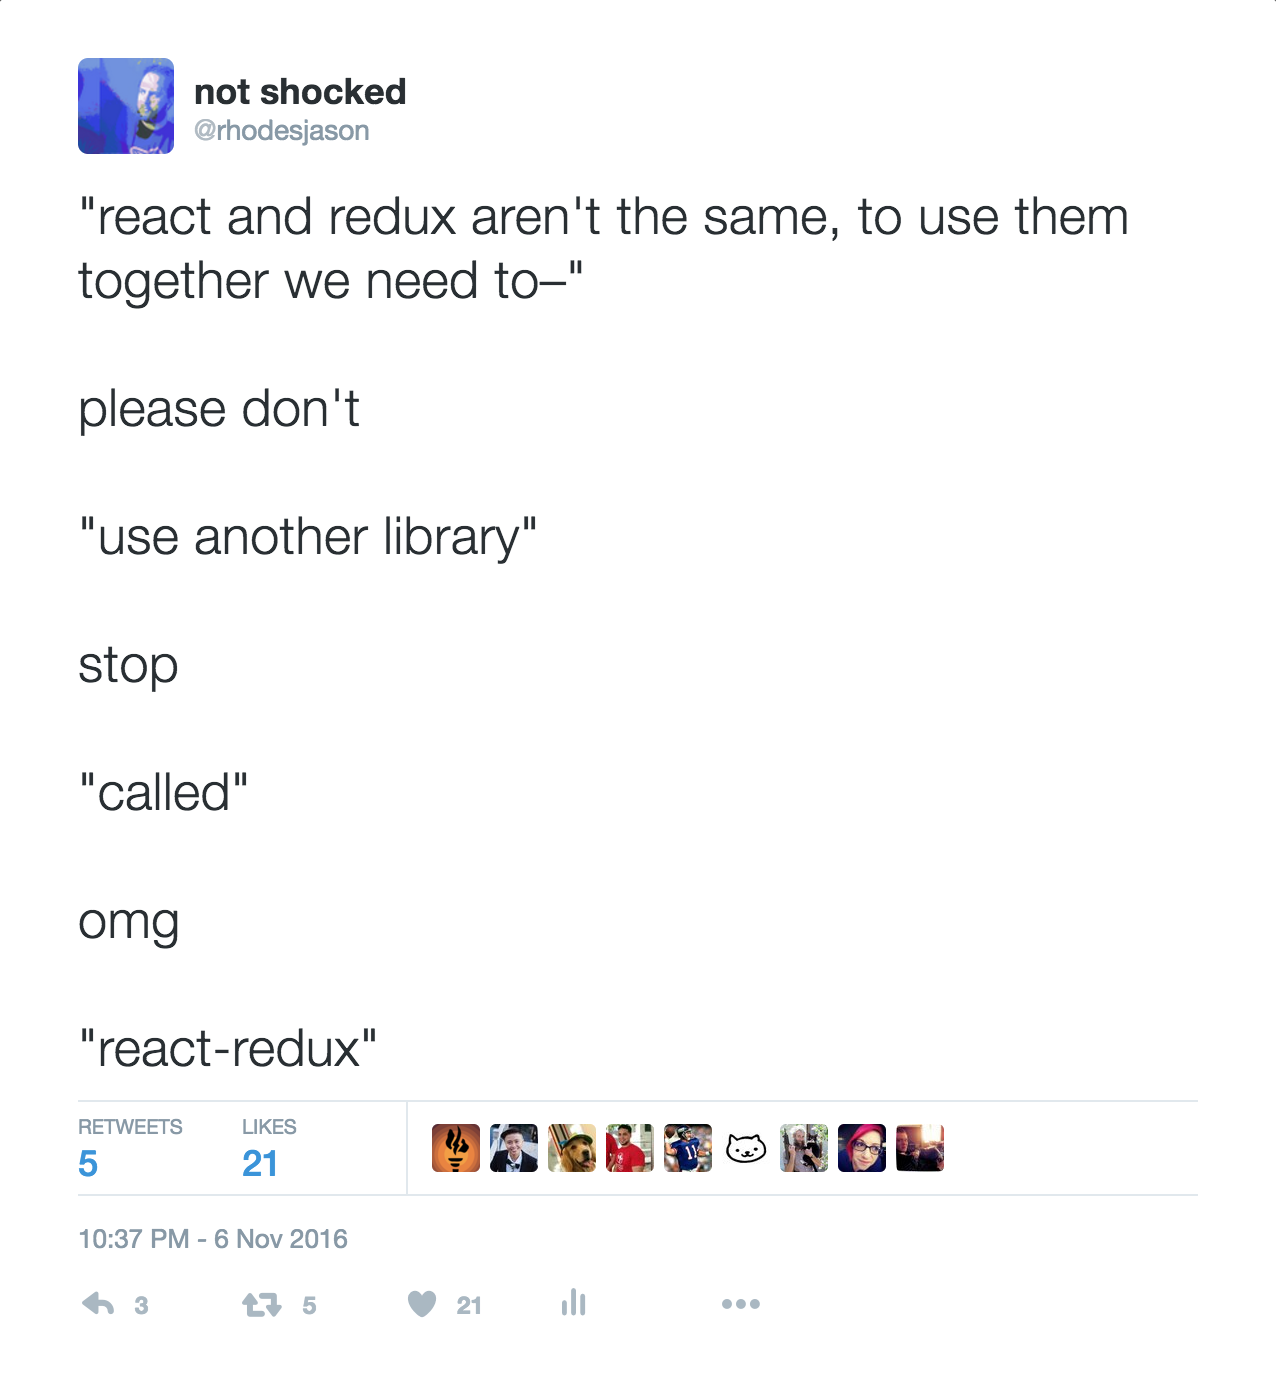 not shocked
@rhodesjason
"react and redux aren't the same, to use them
together we need to–"
please don't
"use another library"
stop
"called"
omg
"react-redux"
RETWEETS LIKES
5 21
11
10:37 PM - 6 Nov 2016
3 5 21